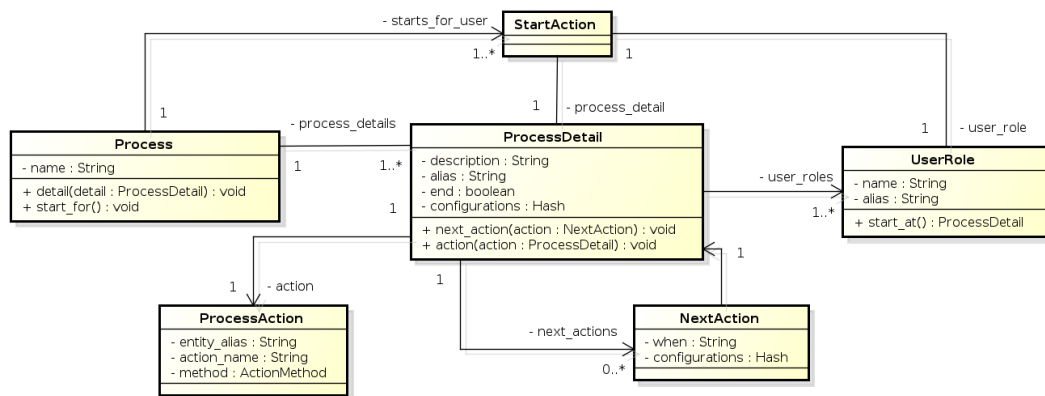 - starts_for_user
StartAction
1..*
1
1
1
- process_detail
- process_details
Process
- name : String
+ detail(detail : ProcessDetail) : void
+ start_for() : void
1
1..*
ProcessDetail
- description : String
- alias : String
- end : boolean
- configurations : Hash
+ next_action(action : NextAction) : void
+ action(action : ProcessDetail) : void
1
- user_role
- user_roles
1..*
UserRole
- name : String
- alias : String
+ start_at() : ProcessDetail
1
1
- action
ProcessAction
- entity_alias : String
- action_name : String
- method : ActionMethod
1
- next_actions
0..*
1
NextAction
- when : String
- configurations : Hash